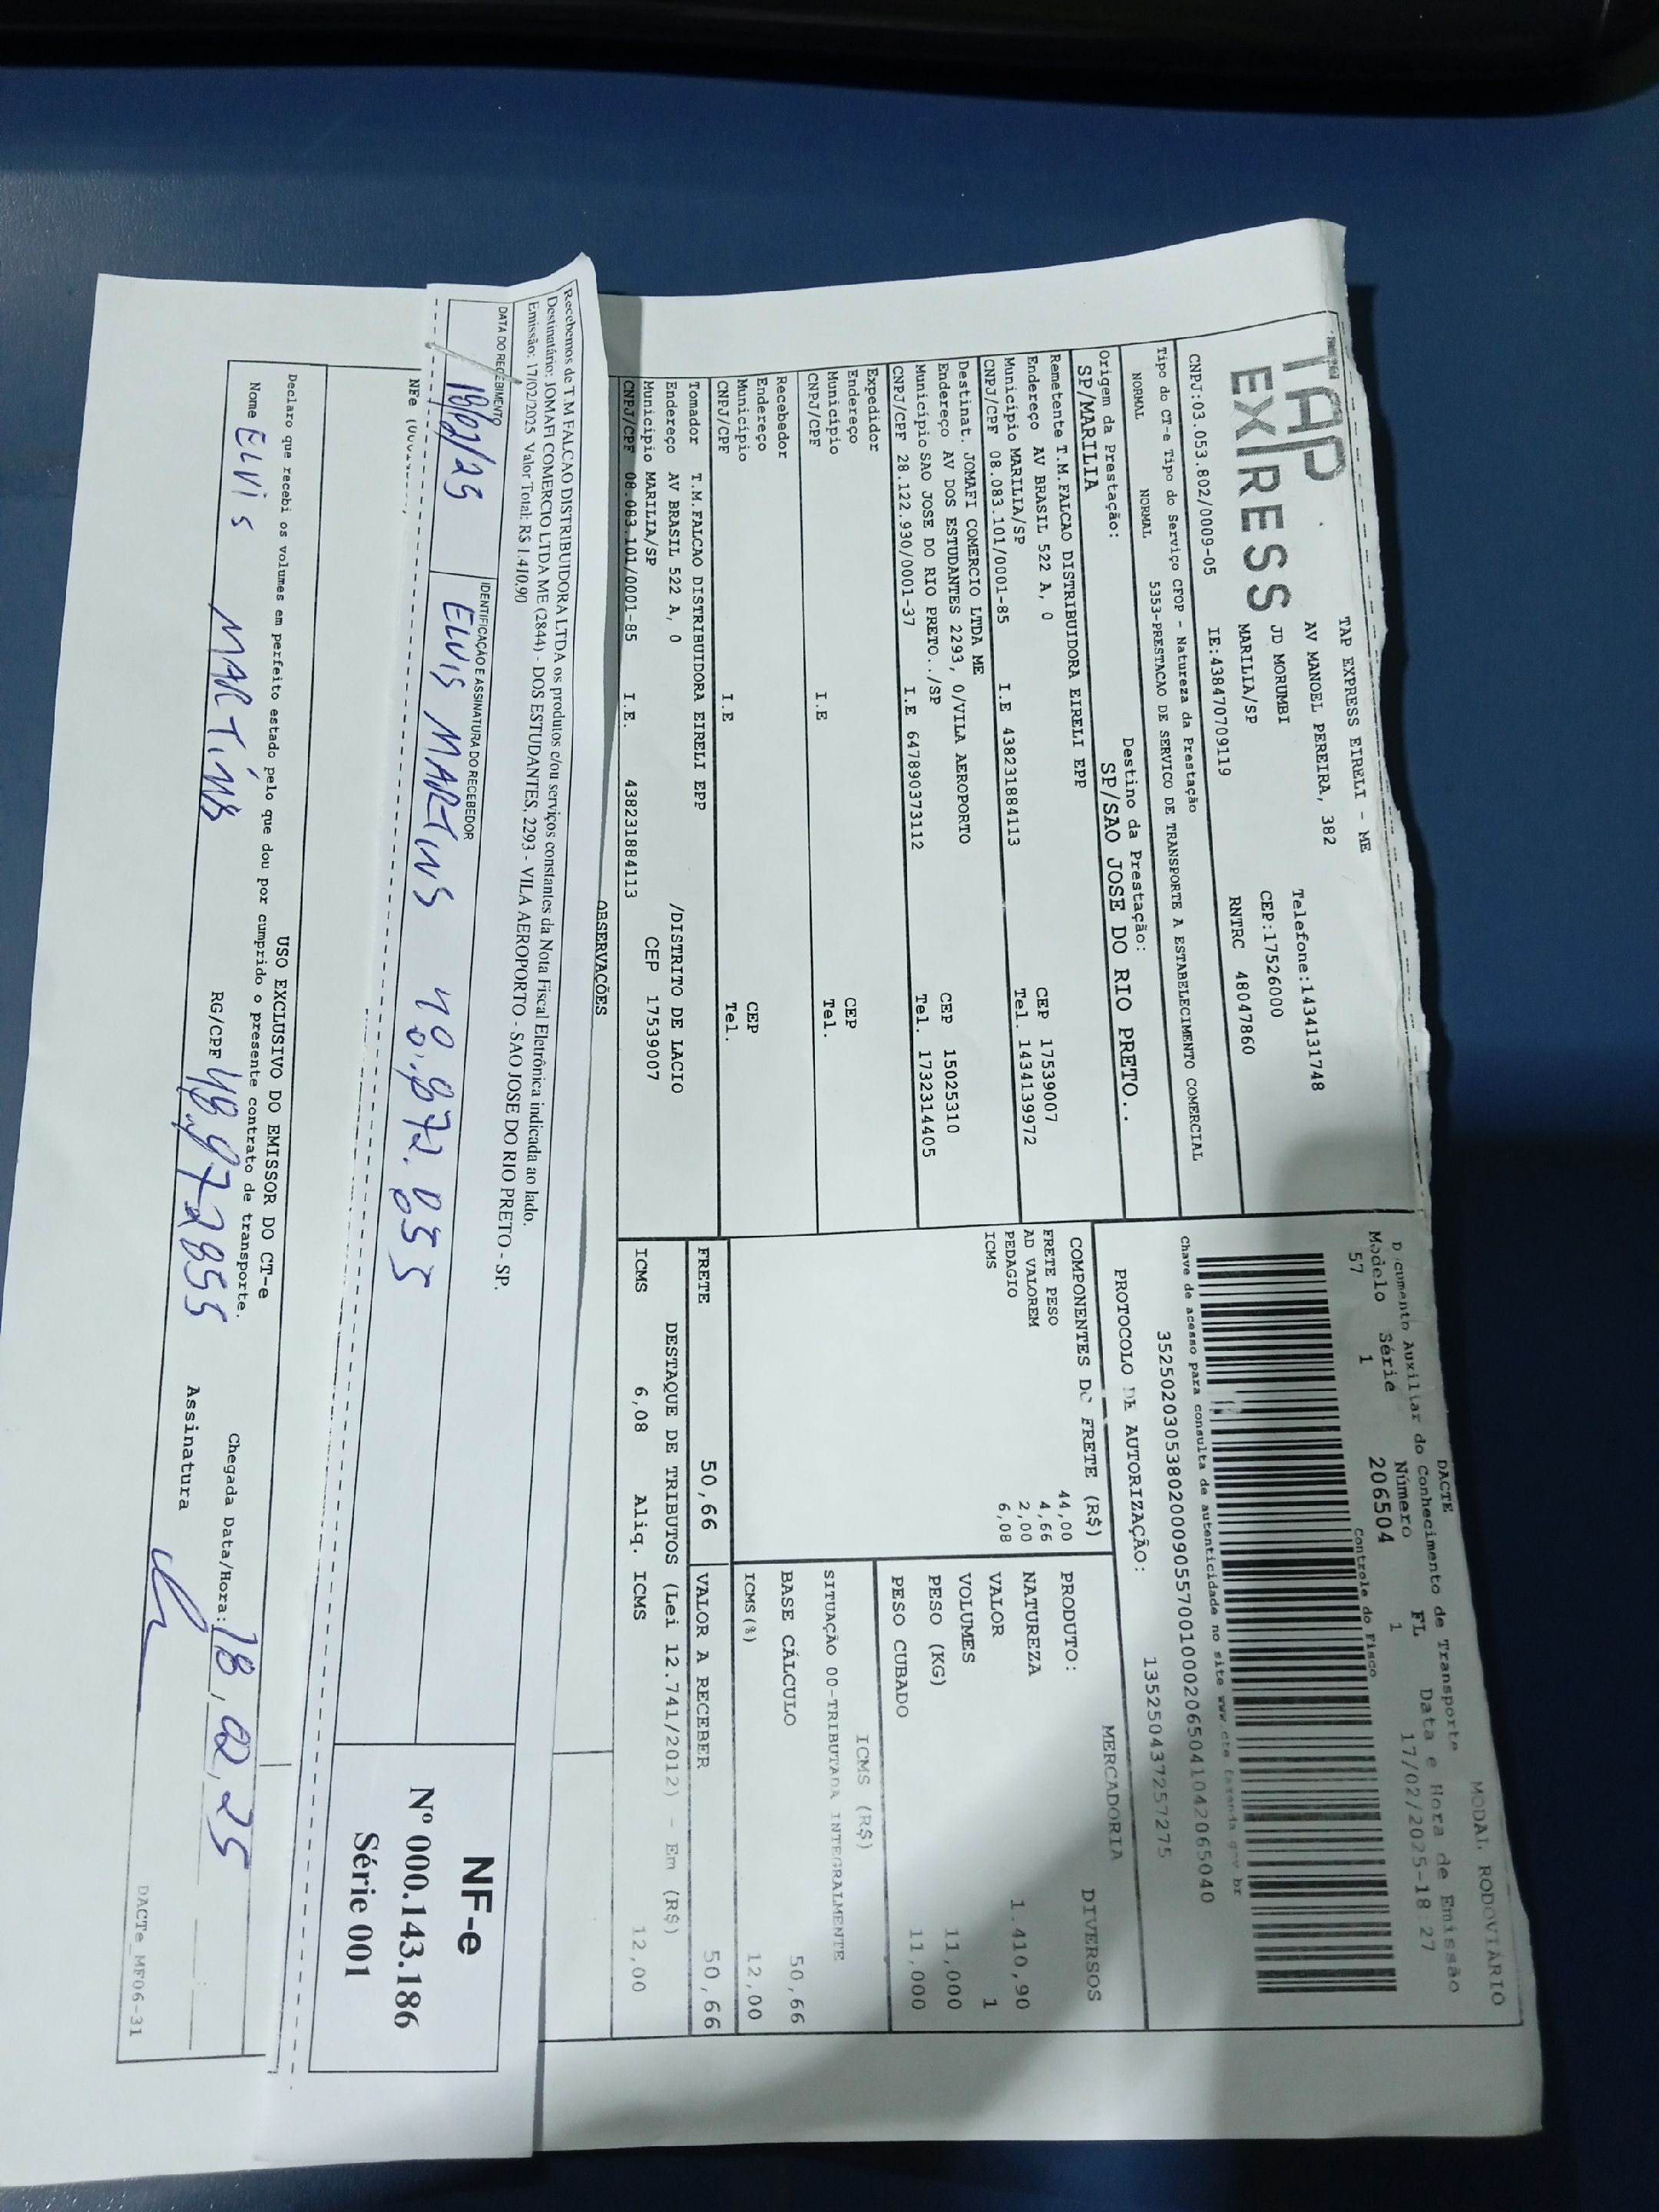 TAP EXPRESS
TAP EXPRESS EIRELI - ME
AV MANOEL PEREIRA, 382
JD MORUMBI
MARILIA/SP
Telefone:1434131748
CEP:17526000
RNTRC 48047860
CNPJ:03.053.802/0009-05
IE:438470709119
Tipo do CT-e Tipo do Serviço CFOP - Natureza da Prestação
NORMAL NORMAL 5353-PRESTACAO DE SERVICO DE TRANSPORTE A ESTABELECIMENTO COMERCIAL
Origem da Prestação: Destino da Prestação:
SP/MARILIA SP/SAO JOSE DO RIO PRETO..
Remetente T.M.FALCAO DISTRIBUIDORA EIRELI EPP
Endereço AV BRASIL 522 A, 0 CEP 17539007
Município MARILIA/SP Tel. 1434139972
CNPJ/CPF 08.083.101/0001-85 I.E 438231884113
Destinat. JOMAFI COMERCIO LTDA ME
Endereço AV DOS ESTUDANTES 2293, 0/VILA AEROPORTO CEP 15025310
Município SAO JOSE DO RIO PRETO../SP Tel. 1732314405
CNPJ/CPF 28.122.930/0001-37 I.E 647890373112
Expedidor
Endereço CEP
Município Tel.
CNPJ/CPF I.E
Recebedor
Endereço CEP
Município Tel.
CNPJ/CPF I.E
Tomador T.M.FALCAO DISTRIBUIDORA EIRELI EPP
Endereço AV BRASIL 522 A, 0 /DISTRITO DE LACIO
Município MARILIA/SP CEP 17539007
CNPJ/CPF 08.083.101/0001-85 I.E. 438231884113
OBSERVAÇÕES
MODAL RODOVIÁRIO
DACTE
Documento Auxiliar do Conhecimento de Transporte
Modelo Série Número FL Data e Hora de Emissão
57 1 206504 1 17/02/2025-18:27
Controle do Fisco
Chave de acesso para consulta de autenticidade no site www.cte.fazenda.gov.br
35250203053802000905570010002065041042065040
PROTOCOLO DE AUTORIZAÇÃO: 135250437257275
COMPONENTES DO FRETE (R$)
FRETE PESO 44,00
AD VALOREM 4,66
PEDAGIO 2,00
ICMS 6,08
MERCADORIA
PRODUTO: DIVERSOS
NATUREZA
VALOR 1.410,90
VOLUMES 1
PESO (KG) 11,000
PESO CUBADO 11,000
ICMS (R$)
SITUAÇÃO 00-TRIBUTADA INTEGRALMENTE
BASE CÁLCULO 50,66
ICMS(%) 12,00
FRETE 50,66 VALOR A RECEBER 50,66
DESTAQUE DE TRIBUTOS (Lei 12.741/2012) - Em (R$)
ICMS 6,08 Aliq. ICMS 12,00
Recebemos de T.M FALCAO DISTRIBUIDORA LTDA os produtos e/ou serviços constantes da Nota Fiscal Eletrônica indicada ao lado.
Destinatário: JOMAFI COMERCIO LTDA ME (2844) - DOS ESTUDANTES, 2293 - VILA AEROPORTO - SAO JOSE DO RIO PRETO - SP.
Emissão: 17/02/2025 Valor Total: R$ 1.410,90
DATA DO RECEBIMENTO IDENTIFICAÇÃO E ASSINATURA DO RECEBEDOR
18/02/25 ELVIS MARTINS
NF-e
Nº 000.143.186
Série 001
NFe
USO EXCLUSIVO DO EMISSOR DO CT-e
Declaro que recebi os volumes em perfeito estado pelo que dou por cumprido o presente contrato de transporte.
Nome ELVIS MARTINS RG/CPF Assinatura Chegada Data/Hora: 18,02,25
DACTe_MF06-31